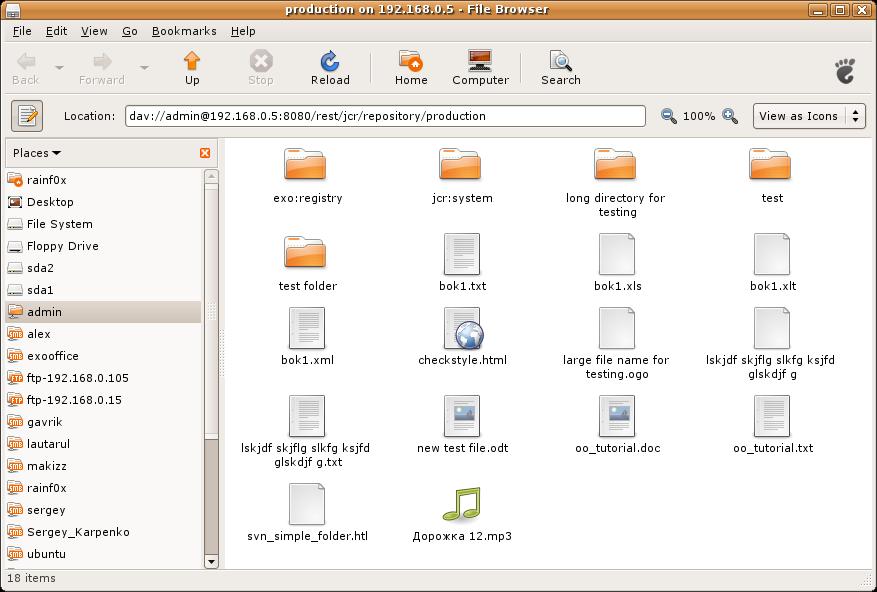 production on 192.168.0.5 - File Browser
File Edit View Go Bookmarks Help
Back Forward Up Stop Reload Home Computer Search
Location: dav://admin@192.168.0.5:8080/rest/jcr/repository/production 100% View as Icons
Places
rainf0x
Desktop
File System
Floppy Drive
sda2
sda1
admin
alex
exooffice
ftp-192.168.0.105
ftp-192.168.0.15
gavrik
lautarul
makizz
rainf0x
sergey
Sergey_Karpenko
ubuntu
exo:registry
jcr:system
long directory for
testing
test
test folder
bok1.txt
bok1.xls
bok1.xlt
bok1.xml
checkstyle.html
large file name for
testing.ogo
lskjdf skjflg slkfg ksjfd
glskdjf g
lskjdf skjflg slkfg ksjfd
glskdjf g.txt
new test file.odt
oo_tutorial.doc
oo_tutorial.txt
svn_simple_folder.htl
Дорожка 12.mp3
18 items